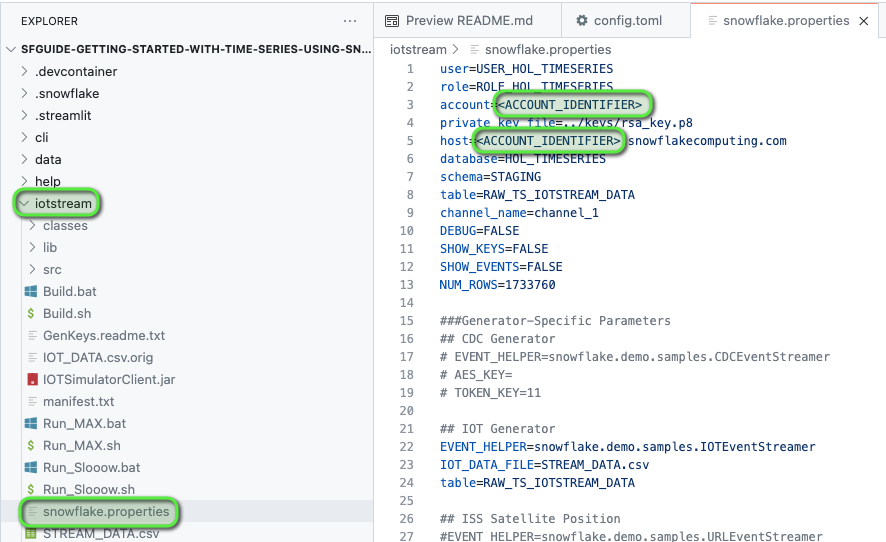 EXPLORER
...
SFGUIDE-GETTING-STARTED-WITH-TIME-SERIES-USING-SN...
.devcontainer
.snowflake
.streamlit
cli
data
help
iotstream
classes
lib
src
Build.bat
$ Build.sh
GenKeys.readme.txt
IOT_DATA.csv.orig
IOTSimulatorClient.jar
manifest.txt
Run_MAX.bat
$ Run_MAX.sh
Run_Slooow.bat
$ Run_Slooow.sh
snowflake.properties
STREAM_DATA.csv
Preview README.md
config.toml
snowflake.properties
iotstream > snowflake.properties
1 user=USER_HOL_TIMESERIES
2 role=ROLE_HOL_TIMESERIES
3 account=<ACCOUNT_IDENTIFIER>
4 private_key_file=../keys/rsa_key.p8
5 host=<ACCOUNT_IDENTIFIER>.snowflakecomputing.com
6 database=HOL_TIMESERIES
7 schema=STAGING
8 table=RAW_TS_IOTSTREAM_DATA
9 channel_name=channel_1
10 DEBUG=FALSE
11 SHOW_KEYS=FALSE
12 SHOW_EVENTS=FALSE
13 NUM_ROWS=1733760
14
15 ###Generator-Specific Parameters
16 ## CDC Generator
17 # EVENT_HELPER=snowflake.demo.samples.CDCEventStreamer
18 # AES_KEY=
19 # TOKEN_KEY=11
20
21 ## IOT Generator
22 EVENT_HELPER=snowflake.demo.samples.IOTEventStreamer
23 IOT_DATA_FILE=STREAM_DATA.csv
24 table=RAW_TS_IOTSTREAM_DATA
25
26 ## ISS Satellite Position
27 #EVENT_HELPER=snowflake.demo.samples.URLEventStreamer